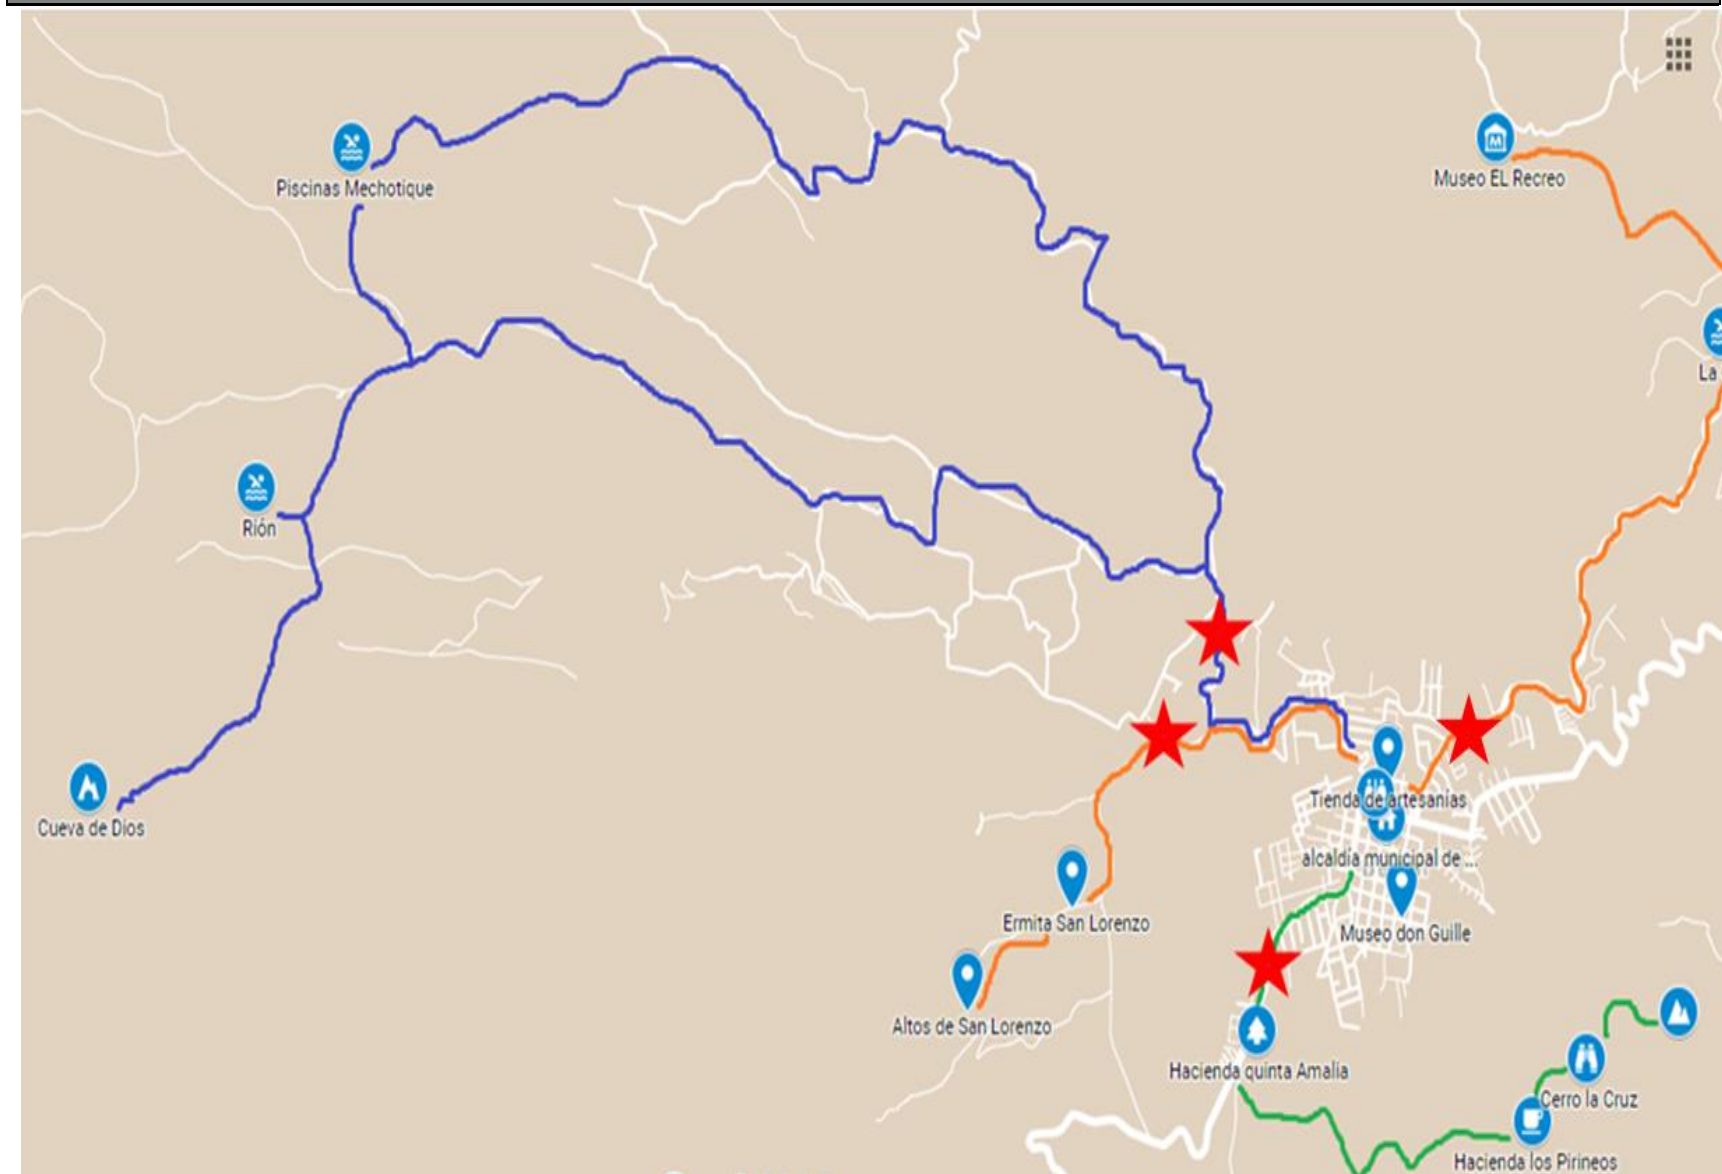 Piscinas Mechotique
Museo EL Recreo
La
Rión
Tienda de artesanías
Cueva de Dios
alcaldía municipal de ...
Ermita San Lorenzo
Museo don Guille
Altos de San Lorenzo
Hacienda quinta Amalia
Cerro la Cruz
Hacienda los Pirineos